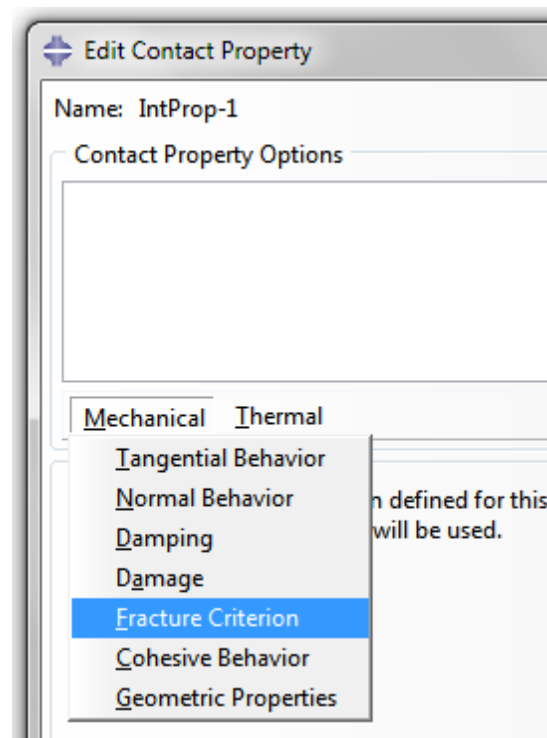 Edit Contact Property
Name: IntProp-1
Contact Property Options
Mechanical Thermal
Tangential Behavior
Normal Behavior
n defined for this
Damping
will be used.
Damage
Fracture Criterion
Cohesive Behavior
Geometric Properties